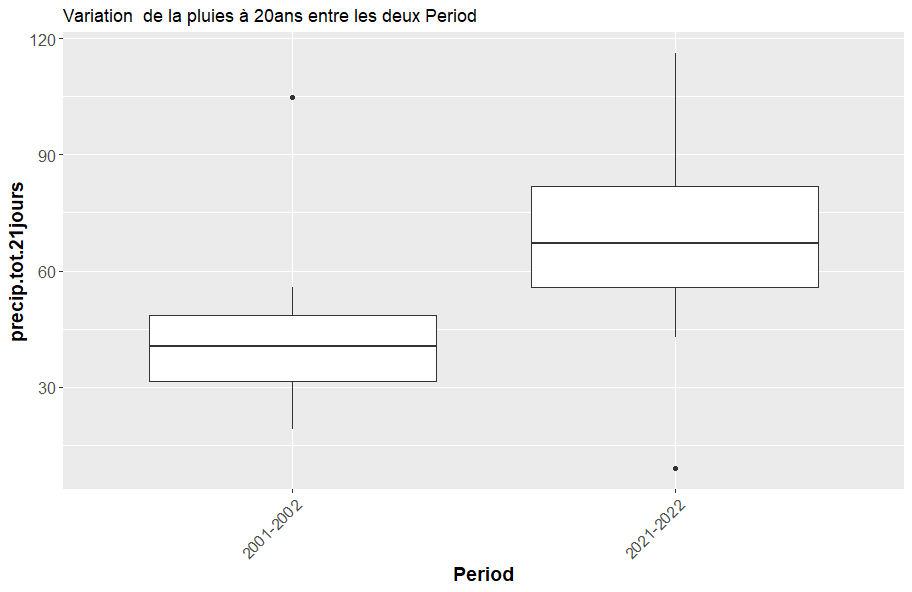 Variation  de la pluies à 20ans entre les deux Period
120
90
60
30
precip.tot.21jours
2001-2002
2021-2022
Period